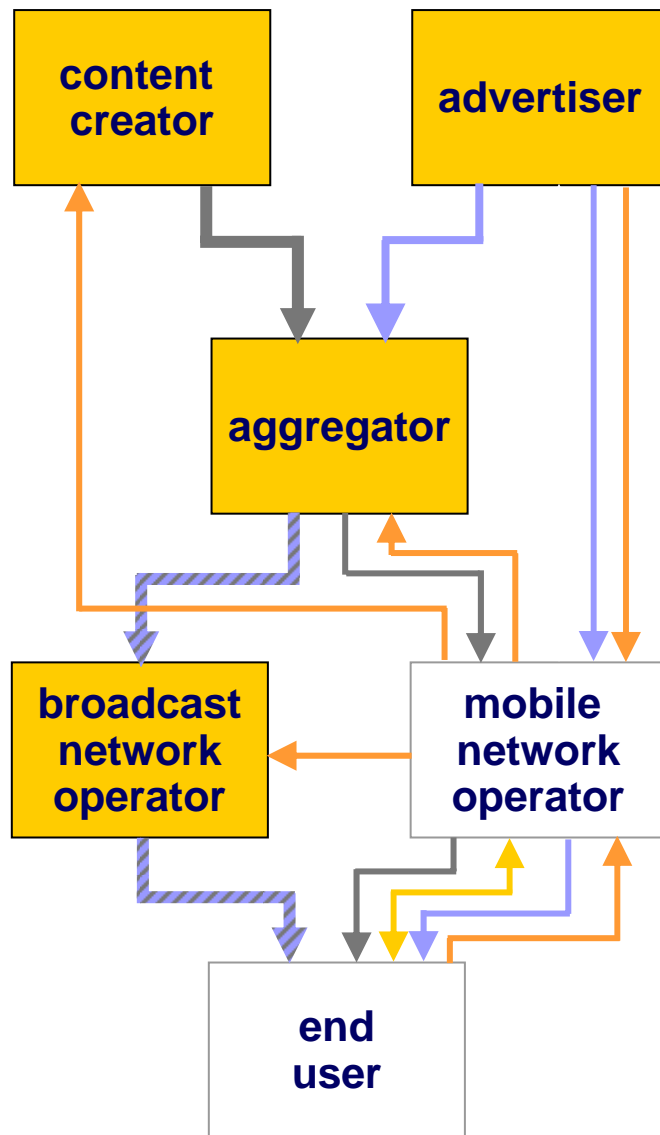 content
creator
advertiser
aggregator
broadcast
network
operator
mobile
network
operator
end
user